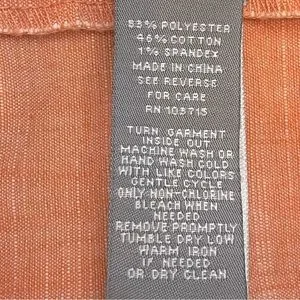 53% POLYESTER
46% COTTON
1% SPANDEX
MADE IN CHINA
SEE REVERSE
FOR CARE
RN 103715
TURN GARMENT
INSIDE OUT
MACHINE WASH OR
HAND WASH COLD
WITH LIKE COLORS
GENTLE CYCLE
ONLY NON-CHLORINE
BLEACH WHEN
NEEDED
REMOVE PROMPTLY
TUMBLE DRY LOW
WARM IRON
IF NEEDED
OR DRY CLEAN